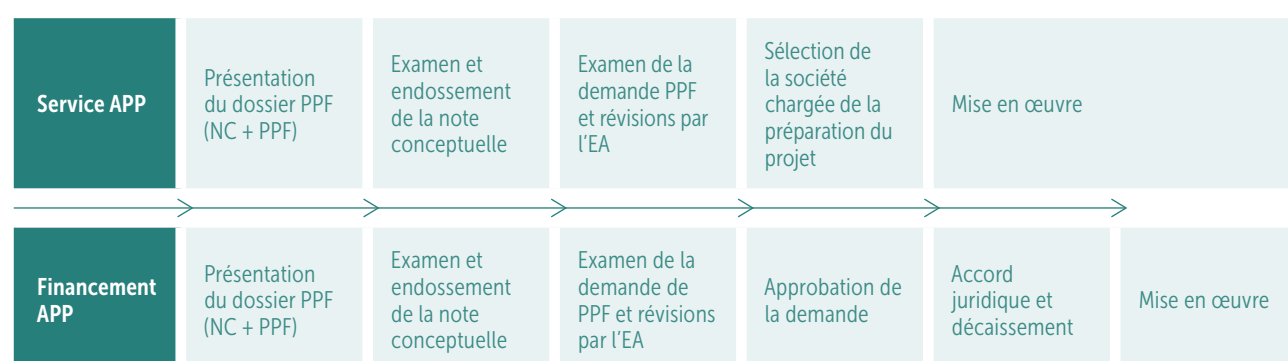 Service APP
Présentation
du dossier PPF
(NC + PPF)
Examen et
endossement
de la note
conceptuelle
Examen de la
demande PPF
et révisions par
l'EA
Sélection de
la société
chargée de la
préparation du
projet
Mise en œuvre
Financement
APP
Présentation
du dossier PPF
(NC + PPF)
Examen et
endossement
de la note
conceptuelle
Examen de la
demande de
PPF et révisions
par l'EA
Approbation de
la demande
Accord
juridique et
décaissement
Mise en œuvre